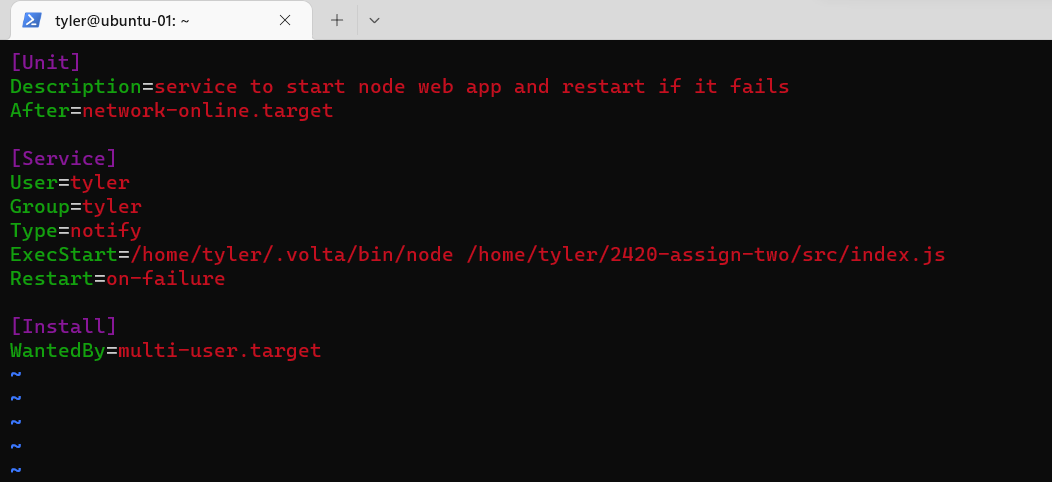 tyler@ubuntu-01: ~
[Unit]
Description=service to start node web app and restart if it fails
After=network-online.target
[Service]
User=tyler
Group=tyler
Type=notify
ExecStart=/home/tyler/.volta/bin/node /home/tyler/2420-assign-two/src/index.js
Restart=on-failure
[Install]
WantedBy=multi-user.target
~
~
~
~
~